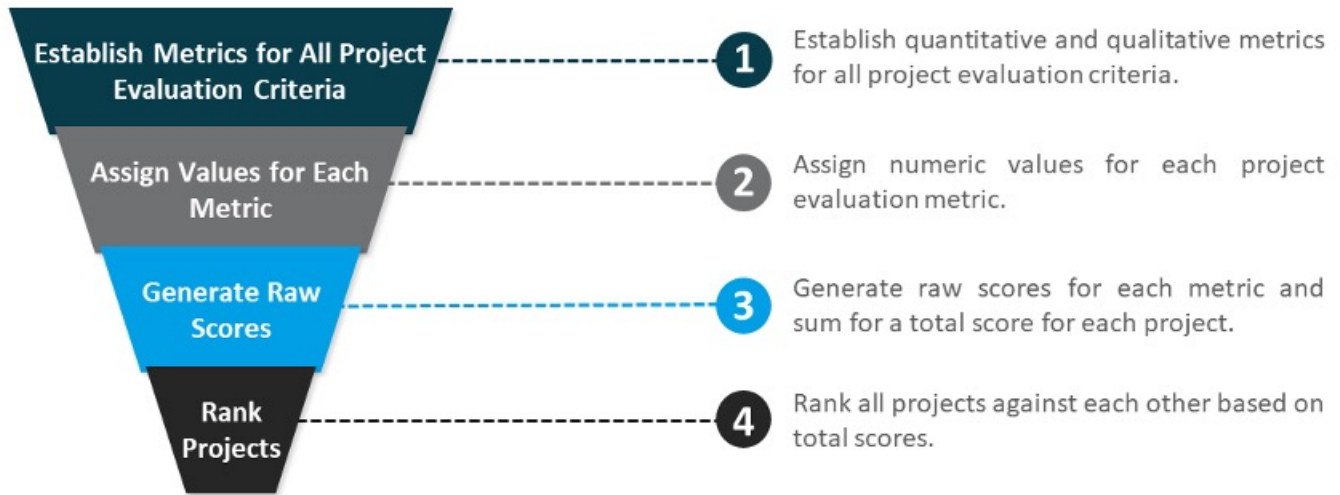 Establish Metrics for All Project
Evaluation Criteria
1
Establish quantitative and qualitative metrics
for all project evaluation criteria.
Assign Values for Each
Metric
2
Assign numeric values for each project
evaluation metric.
Generate Raw
Scores
3
Generate raw scores for each metric and
sum for a total score for each project.
Rank
Projects
4
Rank all projects against each other based on
total scores.